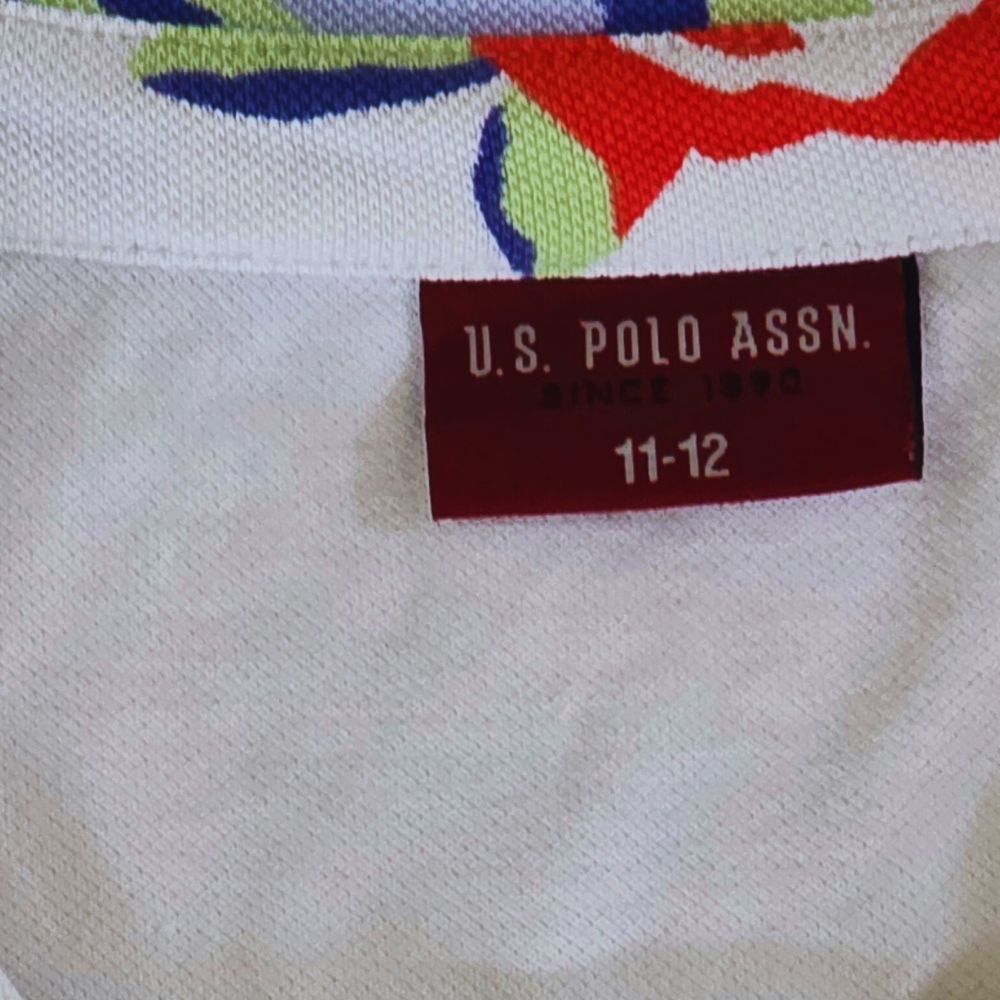 U.S. POLO ASSN.
SINCE 1890
11-12